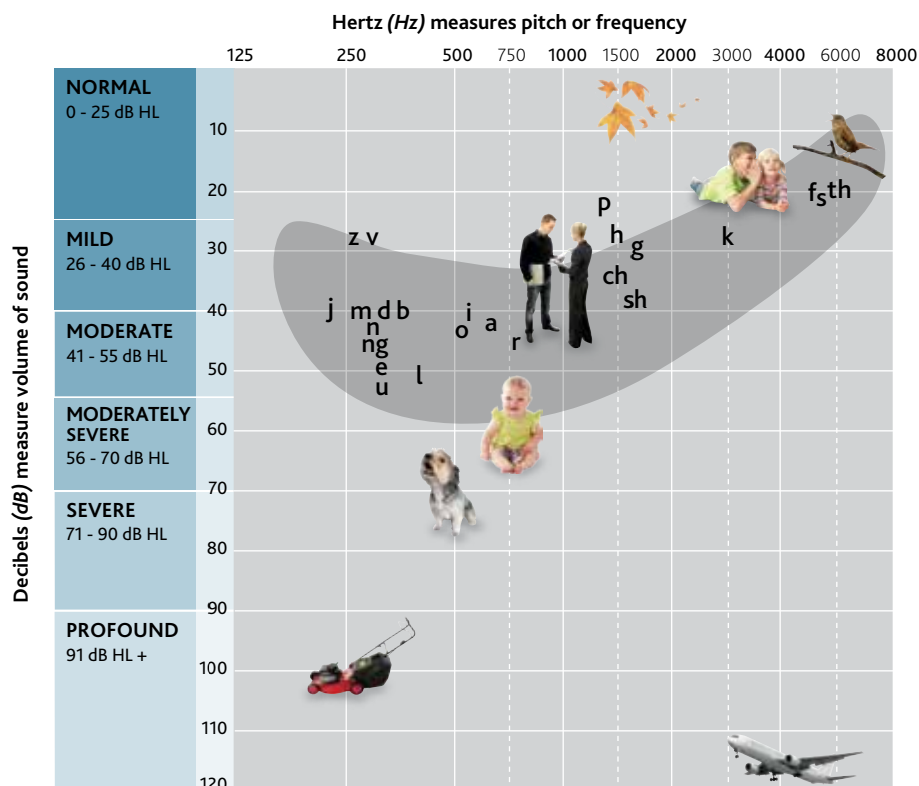 Hertz (Hz) measures pitch or frequency
125 250 500 750 1000 1500 2000 3000 4000 6000 8000
Decibels (dB) measure volume of sound
NORMAL
0 - 25 dB HL
MILD
26 - 40 dB HL
MODERATE
41 - 55 dB HL
MODERATELY
SEVERE
56 - 70 dB HL
SEVERE
71 - 90 dB HL
PROFOUND
91 dB HL +
10
20
30
40
50
60
70
80
90
100
110
120
f s th
p
z v h g k
ch
sh
j m d b i
n o a
ng r
e l
u